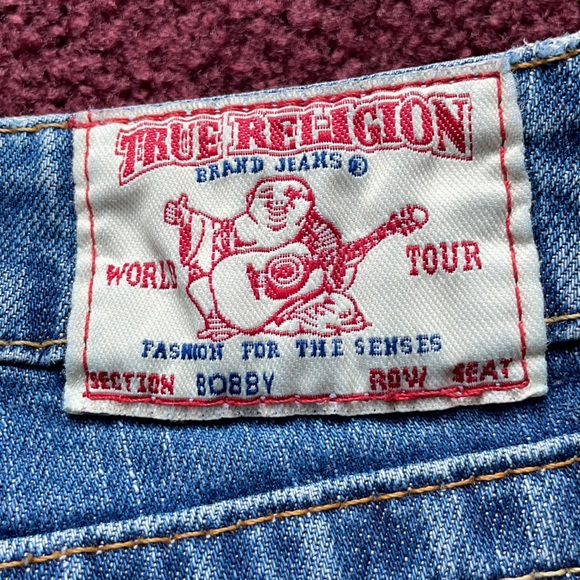 TRUE RELIGION
BRAND JEANS ®
WORLD TOUR
FASHION FOR THE SENSES
SECTION BOBBY ROW SEAT